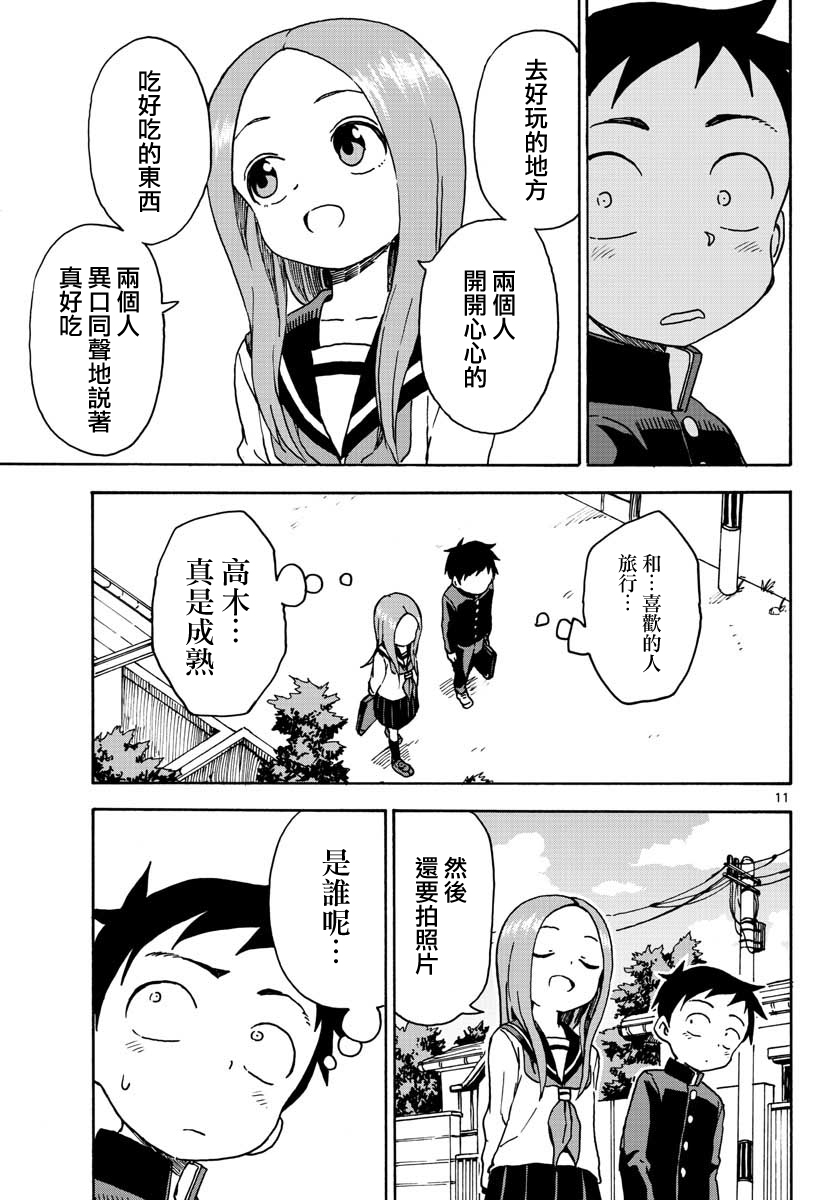 去好玩的地方
兩個人
開開心心的
吃好吃的東西
兩個人
異口同聲地説著
真好吃
和…喜歡的人
旅行…
高木…
真是成熟
11
然後
還要拍照片
是誰呢…